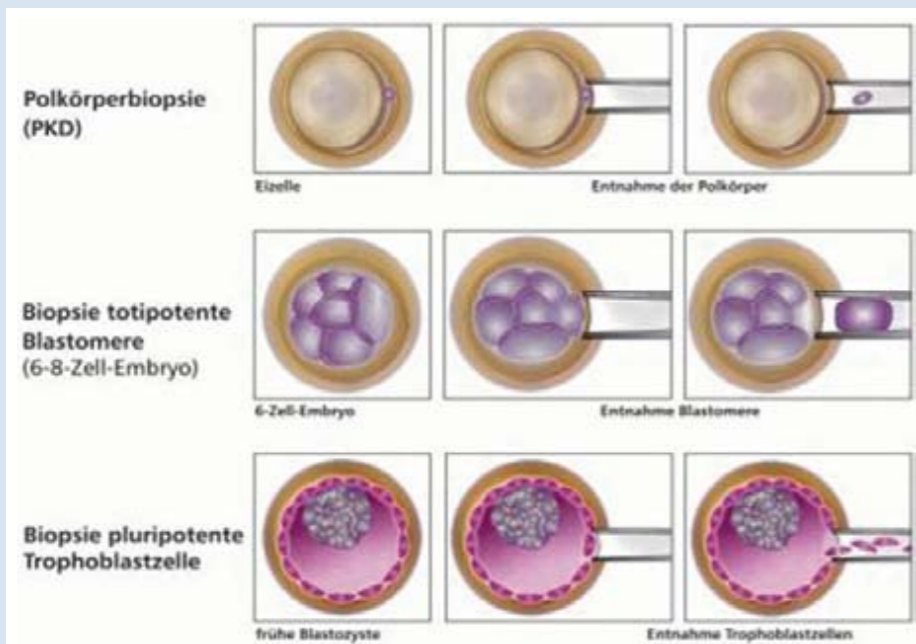 Polkörperbiopsie
(PKD)
Eizelle
Entnahme der Polkörper
Biopsie totipotente
Blastomere
(6-8-Zell-Embryo)
6-Zell-Embryo
Entnahme Blastomere
Biopsie pluripotente
Trophoblastzelle
frühe Blastozyste
Entnahme Trophoblastzellen